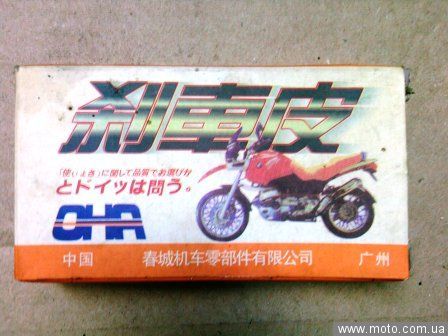 刹車皮
「使いよさ」に関して品質でお選びか
とドイツは問う。
OHA
中国 春城机车零部件有限公司 广州
www.moto.com.ua